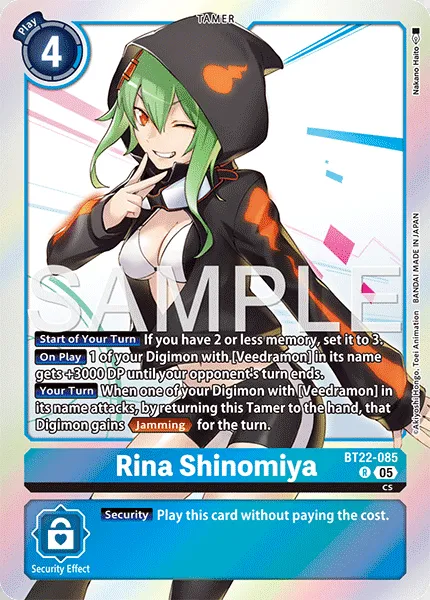 TAMER
Play
4
Nakano Haito
SAMPLE
Start of Your Turn If you have 2 or less memory, set it to 3.
On Play 1 of your Digimon with [Veedramon] in its name
gets +3000 DP until your opponent's turn ends.
Your Turn When one of your Digimon with [Veedramon] in
its name attacks, by returning this Tamer to the hand, that
Digimon gains Jamming for the turn.
©Akiyoshi Hongo, Toei Animation BANDAI MADE IN JAPAN
Rina Shinomiya
BT22-085
R 05
CS
Security Play this card without paying the cost.
Security Effect